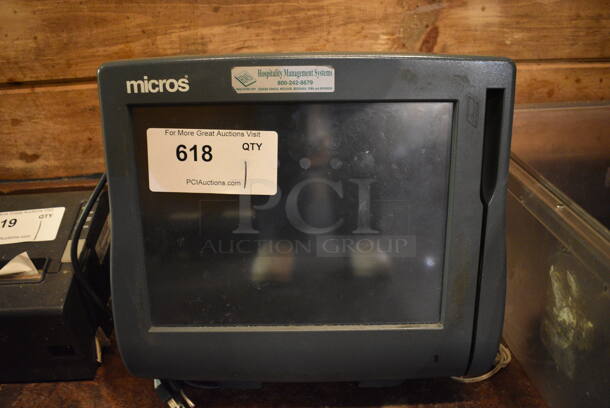 micros
Hospitality Management Systems
800-242-8679
For More Great Auctions Visit
618
QTY
PCIAuctions.com
PCI
AUCTION GROUP
19
QTY